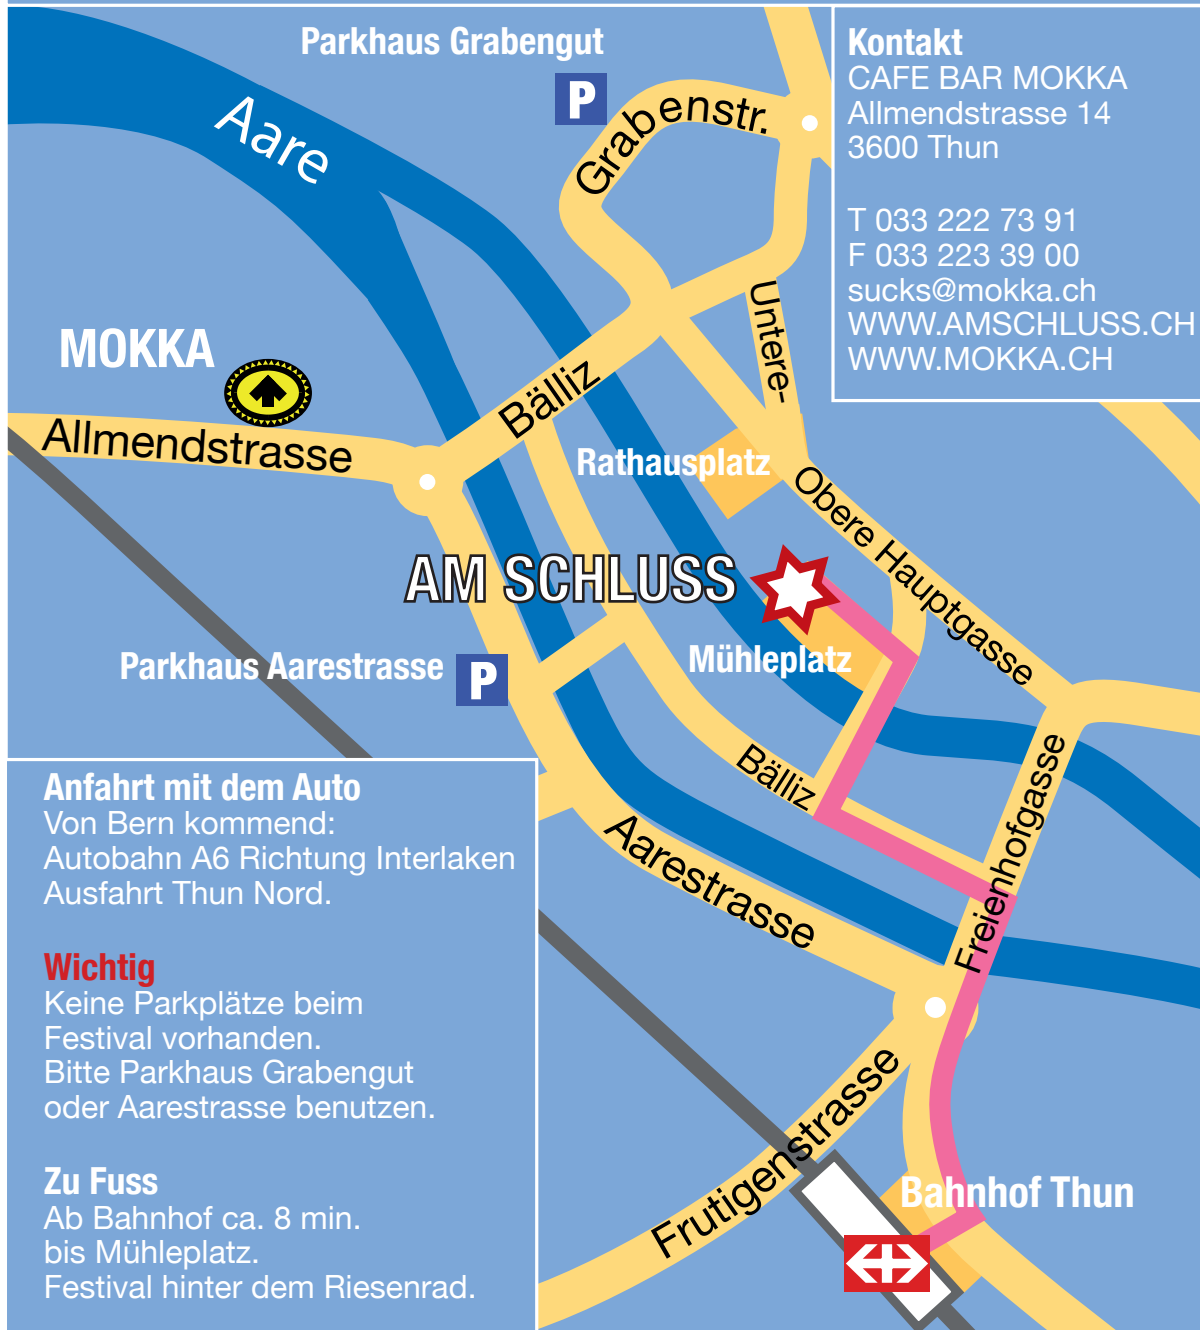 Parkhaus Grabengut
P
Kontakt
CAFE BAR MOKKA
Allmendstrasse 14
3600 Thun
T 033 222 73 91
F 033 223 39 00
sucks@mokka.ch
WWW.AMSCHLUSS.CH
WWW.MOKKA.CH
Aare
Grabenstr.
Untere-
MOKKA
Bälliz
Allmendstrasse
Rathausplatz
Obere Hauptgasse
AM SCHLUSS
Mühleplatz
Parkhaus Aarestrasse
P
Bälliz
Freienhofgasse
Aarestrasse
Anfahrt mit dem Auto
Von Bern kommend:
Autobahn A6 Richtung Interlaken
Ausfahrt Thun Nord.
Wichtig
Keine Parkplätze beim
Festival vorhanden.
Bitte Parkhaus Grabengut
oder Aarestrasse benutzen.
Zu Fuss
Ab Bahnhof ca. 8 min.
bis Mühleplatz.
Festival hinter dem Riesenrad.
Frutigenstrasse
Bahnhof Thun